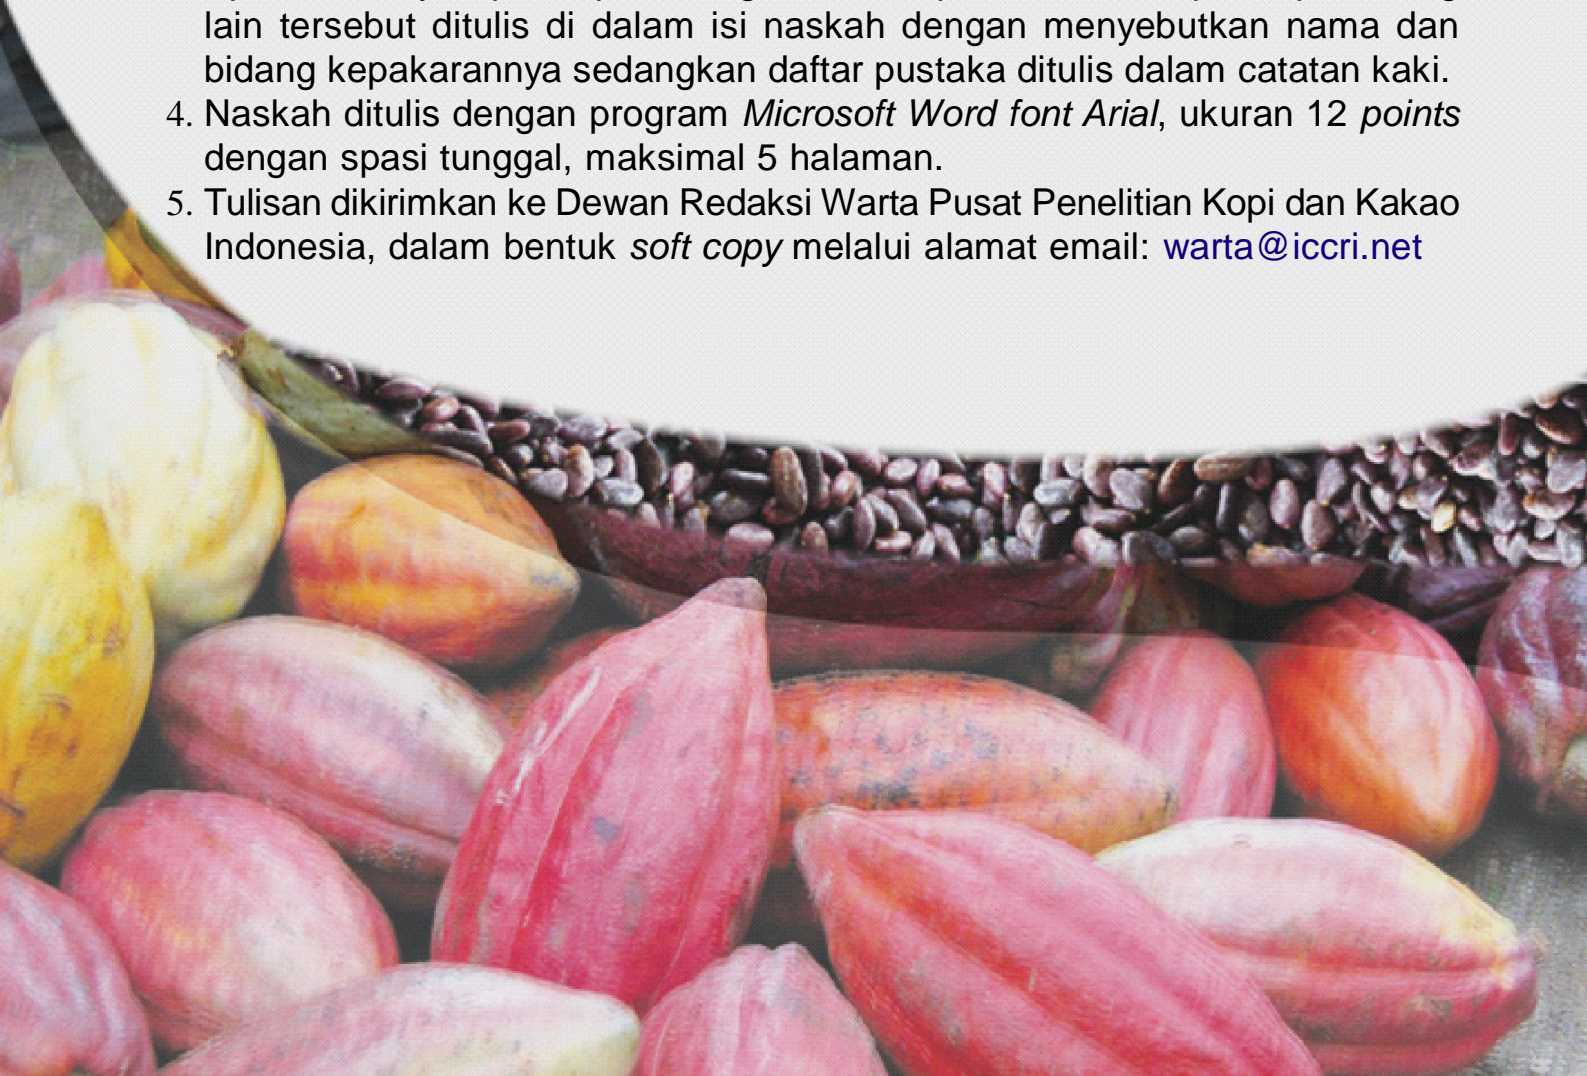 lain tersebut ditulis di dalam isi naskah dengan menyebutkan nama dan
bidang kepakarannya sedangkan daftar pustaka ditulis dalam catatan kaki.
4. Naskah ditulis dengan program Microsoft Word font Arial, ukuran 12 points
dengan spasi tunggal, maksimal 5 halaman.
5. Tulisan dikirimkan ke Dewan Redaksi Warta Pusat Penelitian Kopi dan Kakao
Indonesia, dalam bentuk soft copy melalui alamat email: warta@iccri.net